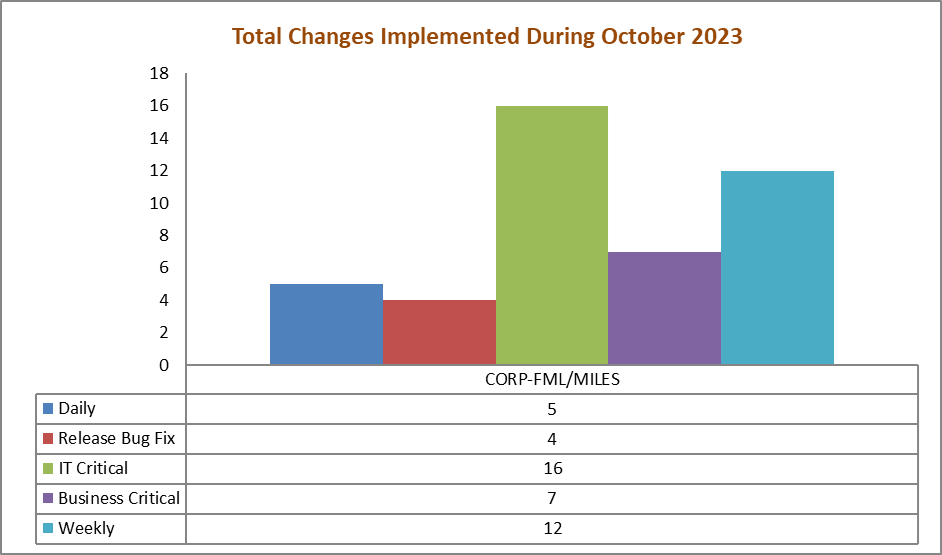 Total Changes Implemented During October 2023
18
16
14
12
10
8
6
4
2
0
CORP-FML/MILES
Daily 5
Release Bug Fix 4
IT Critical 16
Business Critical 7
Weekly 12